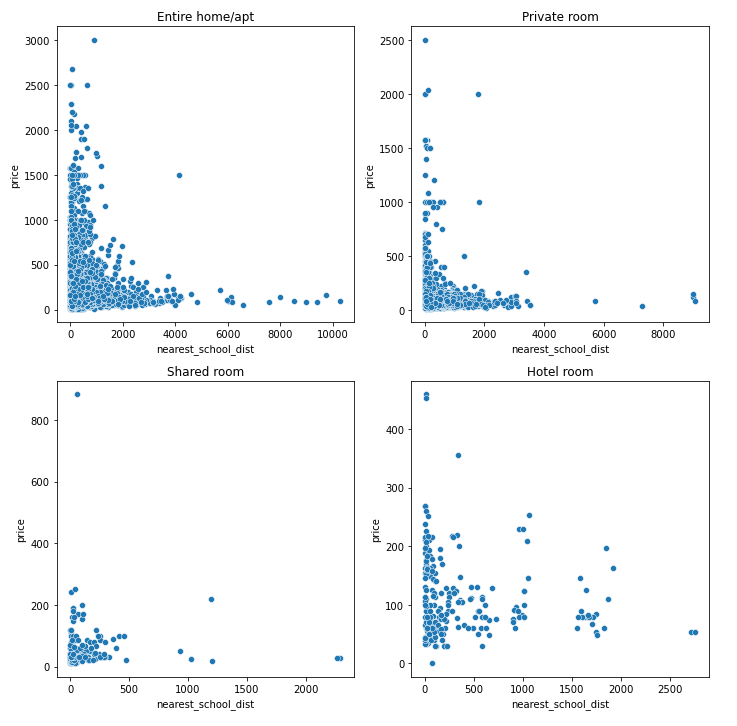 Entire home/apt
3000
2500
2000
1500
1000
500
0
price
0 2000 4000 6000 8000 10000
nearest_school_dist
Private room
2500
2000
1500
1000
500
0
price
0 2000 4000 6000 8000
nearest_school_dist
Shared room
800
600
400
200
0
price
0 500 1000 1500 2000
nearest_school_dist
Hotel room
400
300
200
100
0
price
0 500 1000 1500 2000 2500
nearest_school_dist